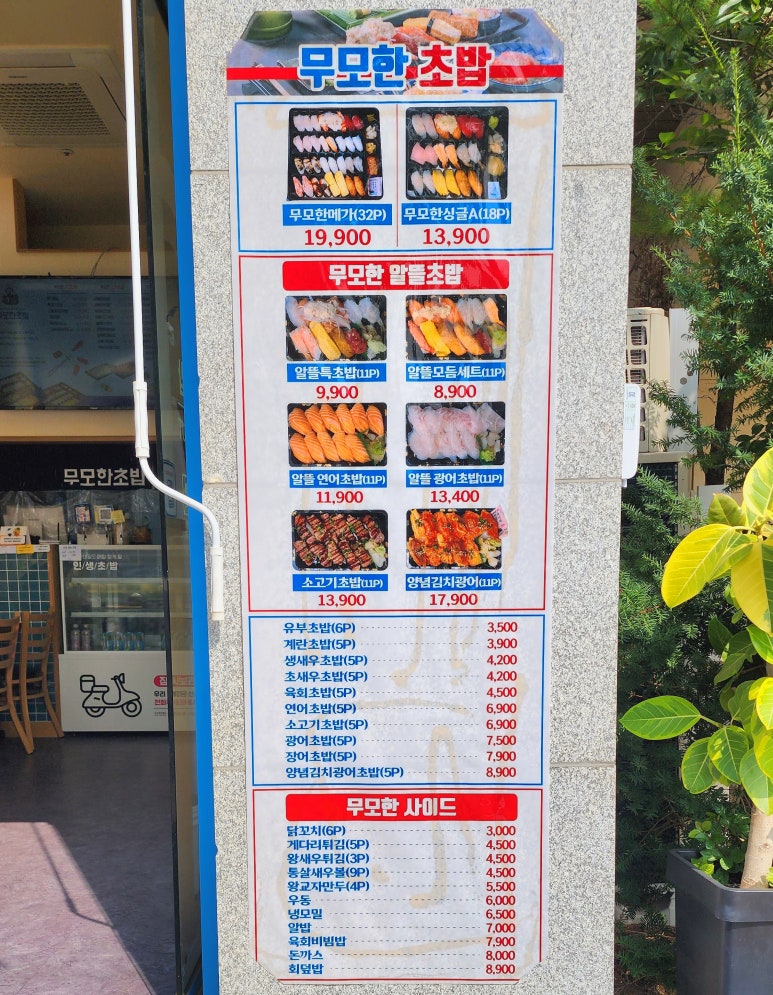 무모한 초밥
무모한메가(32P) 무모한싱글A(18P)
19,900 13,900
무모한 알뜰초밥
알뜰특초밥(11P) 알뜰모듬세트(11P)
9,900 8,900
알뜰 연어초밥(11P) 알뜰 광어초밥(11P)
11,900 13,400
소고기초밥(11P) 양념김치광어(11P)
13,900 17,900
유부초밥(6P) 3,500
계란초밥(5P) 3,900
생새우초밥(5P) 4,200
초새우초밥(5P) 4,200
육회초밥(5P) 4,500
연어초밥(5P) 6,900
소고기초밥(5P) 6,900
광어초밥(5P) 7,500
장어초밥(5P) 7,900
양념김치광어초밥(5P) 8,900
무모한 사이드
닭꼬치(6P) 3,000
게다리튀김(5P) 4,500
왕새우튀김(3P) 4,500
통살새우볼(9P) 4,500
왕교자만두(4P) 5,500
우동 6,000
냉모밀 6,500
알밥 7,000
육회비빔밥 7,900
돈까스 8,000
회덮밥 8,900
무모한초밥
인/생/초/밥